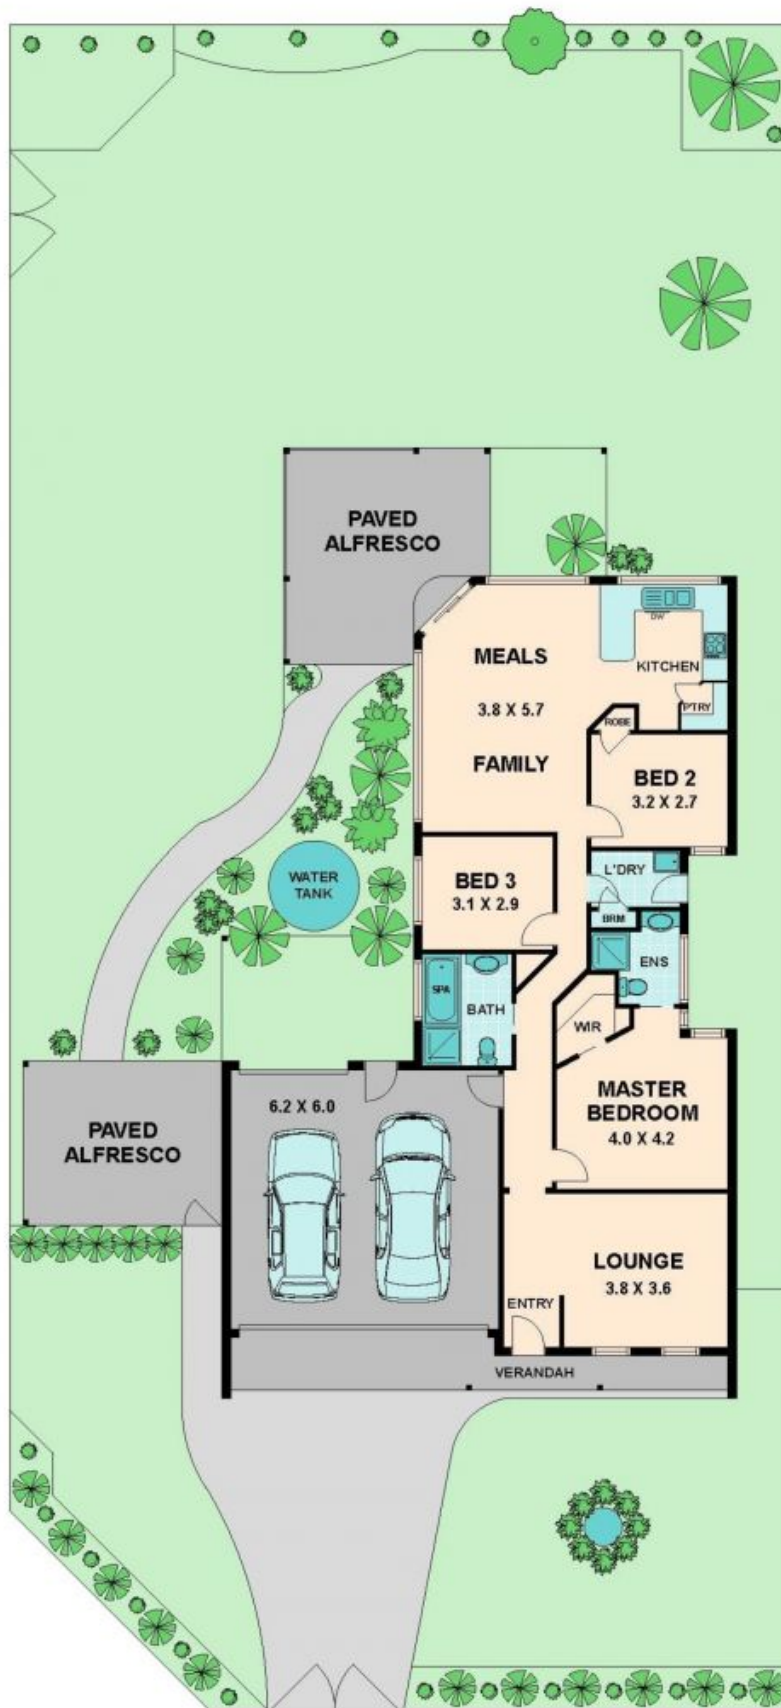 PAVED
ALFRESCO
MEALS
3.8 X 5.7
FAMILY
DW
KITCHEN
PTRY
ROBE
BED 2
3.2 X 2.7
BED 3
3.1 X 2.9
L'DRY
BRM
WATER
TANK
ENS
SPA
BATH
WIR
MASTER
BEDROOM
4.0 X 4.2
6.2 X 6.0
PAVED
ALFRESCO
LOUNGE
3.8 X 3.6
ENTRY
VERANDAH